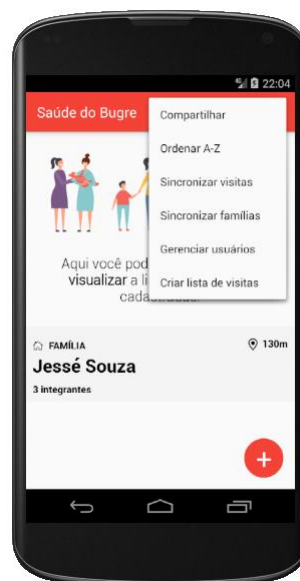 22:04
Saúde do Bugre
Compartilhar
Ordenar A-Z
Sincronizar visitas
Sincronizar famílias
Gerenciar usuários
Criar lista de visitas
Aqui você pod
visualizar a li
cada
FAMÍLIA
130m
Jessé Souza
3 integrantes
+